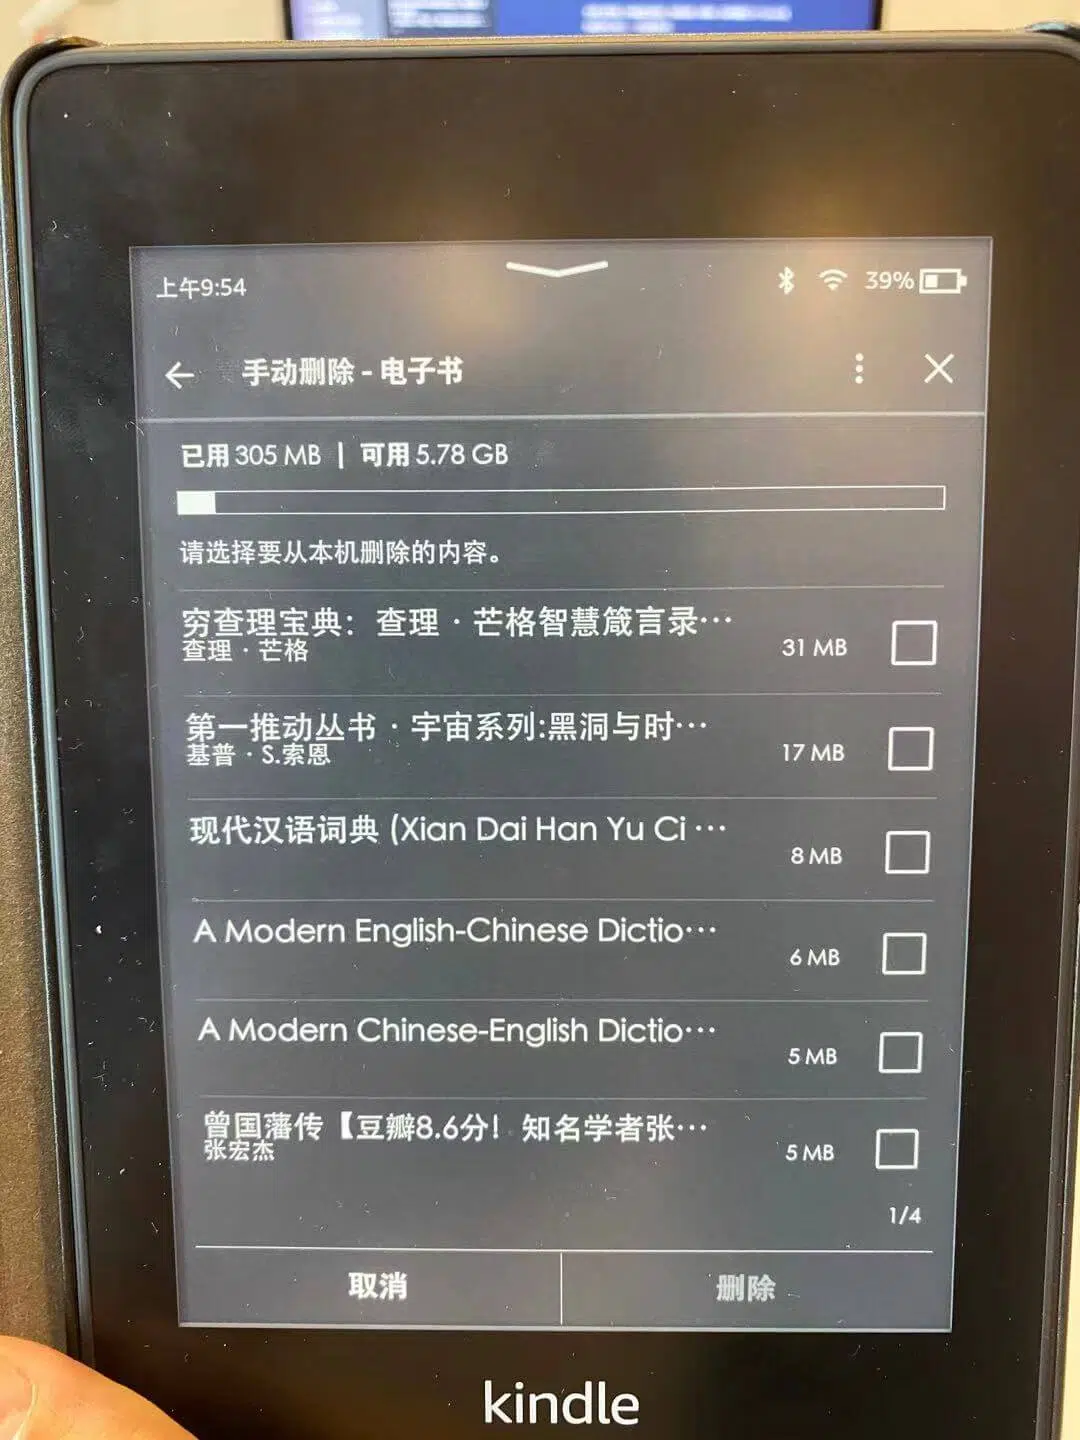 上午9:54
39%
手动删除 - 电子书
已用 305 MB | 可用 5.78 GB
请选择要从本机删除的内容。
穷查理宝典：查理·芒格智慧箴言录…
查理·芒格
31 MB
第一推动丛书·宇宙系列:黑洞与时…
基普·S.索恩
17 MB
现代汉语词典 (Xian Dai Han Yu Ci …
8 MB
A Modern English-Chinese Dictio…
6 MB
A Modern Chinese-English Dictio…
5 MB
曾国藩传【豆瓣8.6分！知名学者张…
张宏杰
5 MB
1/4
取消
删除
kindle